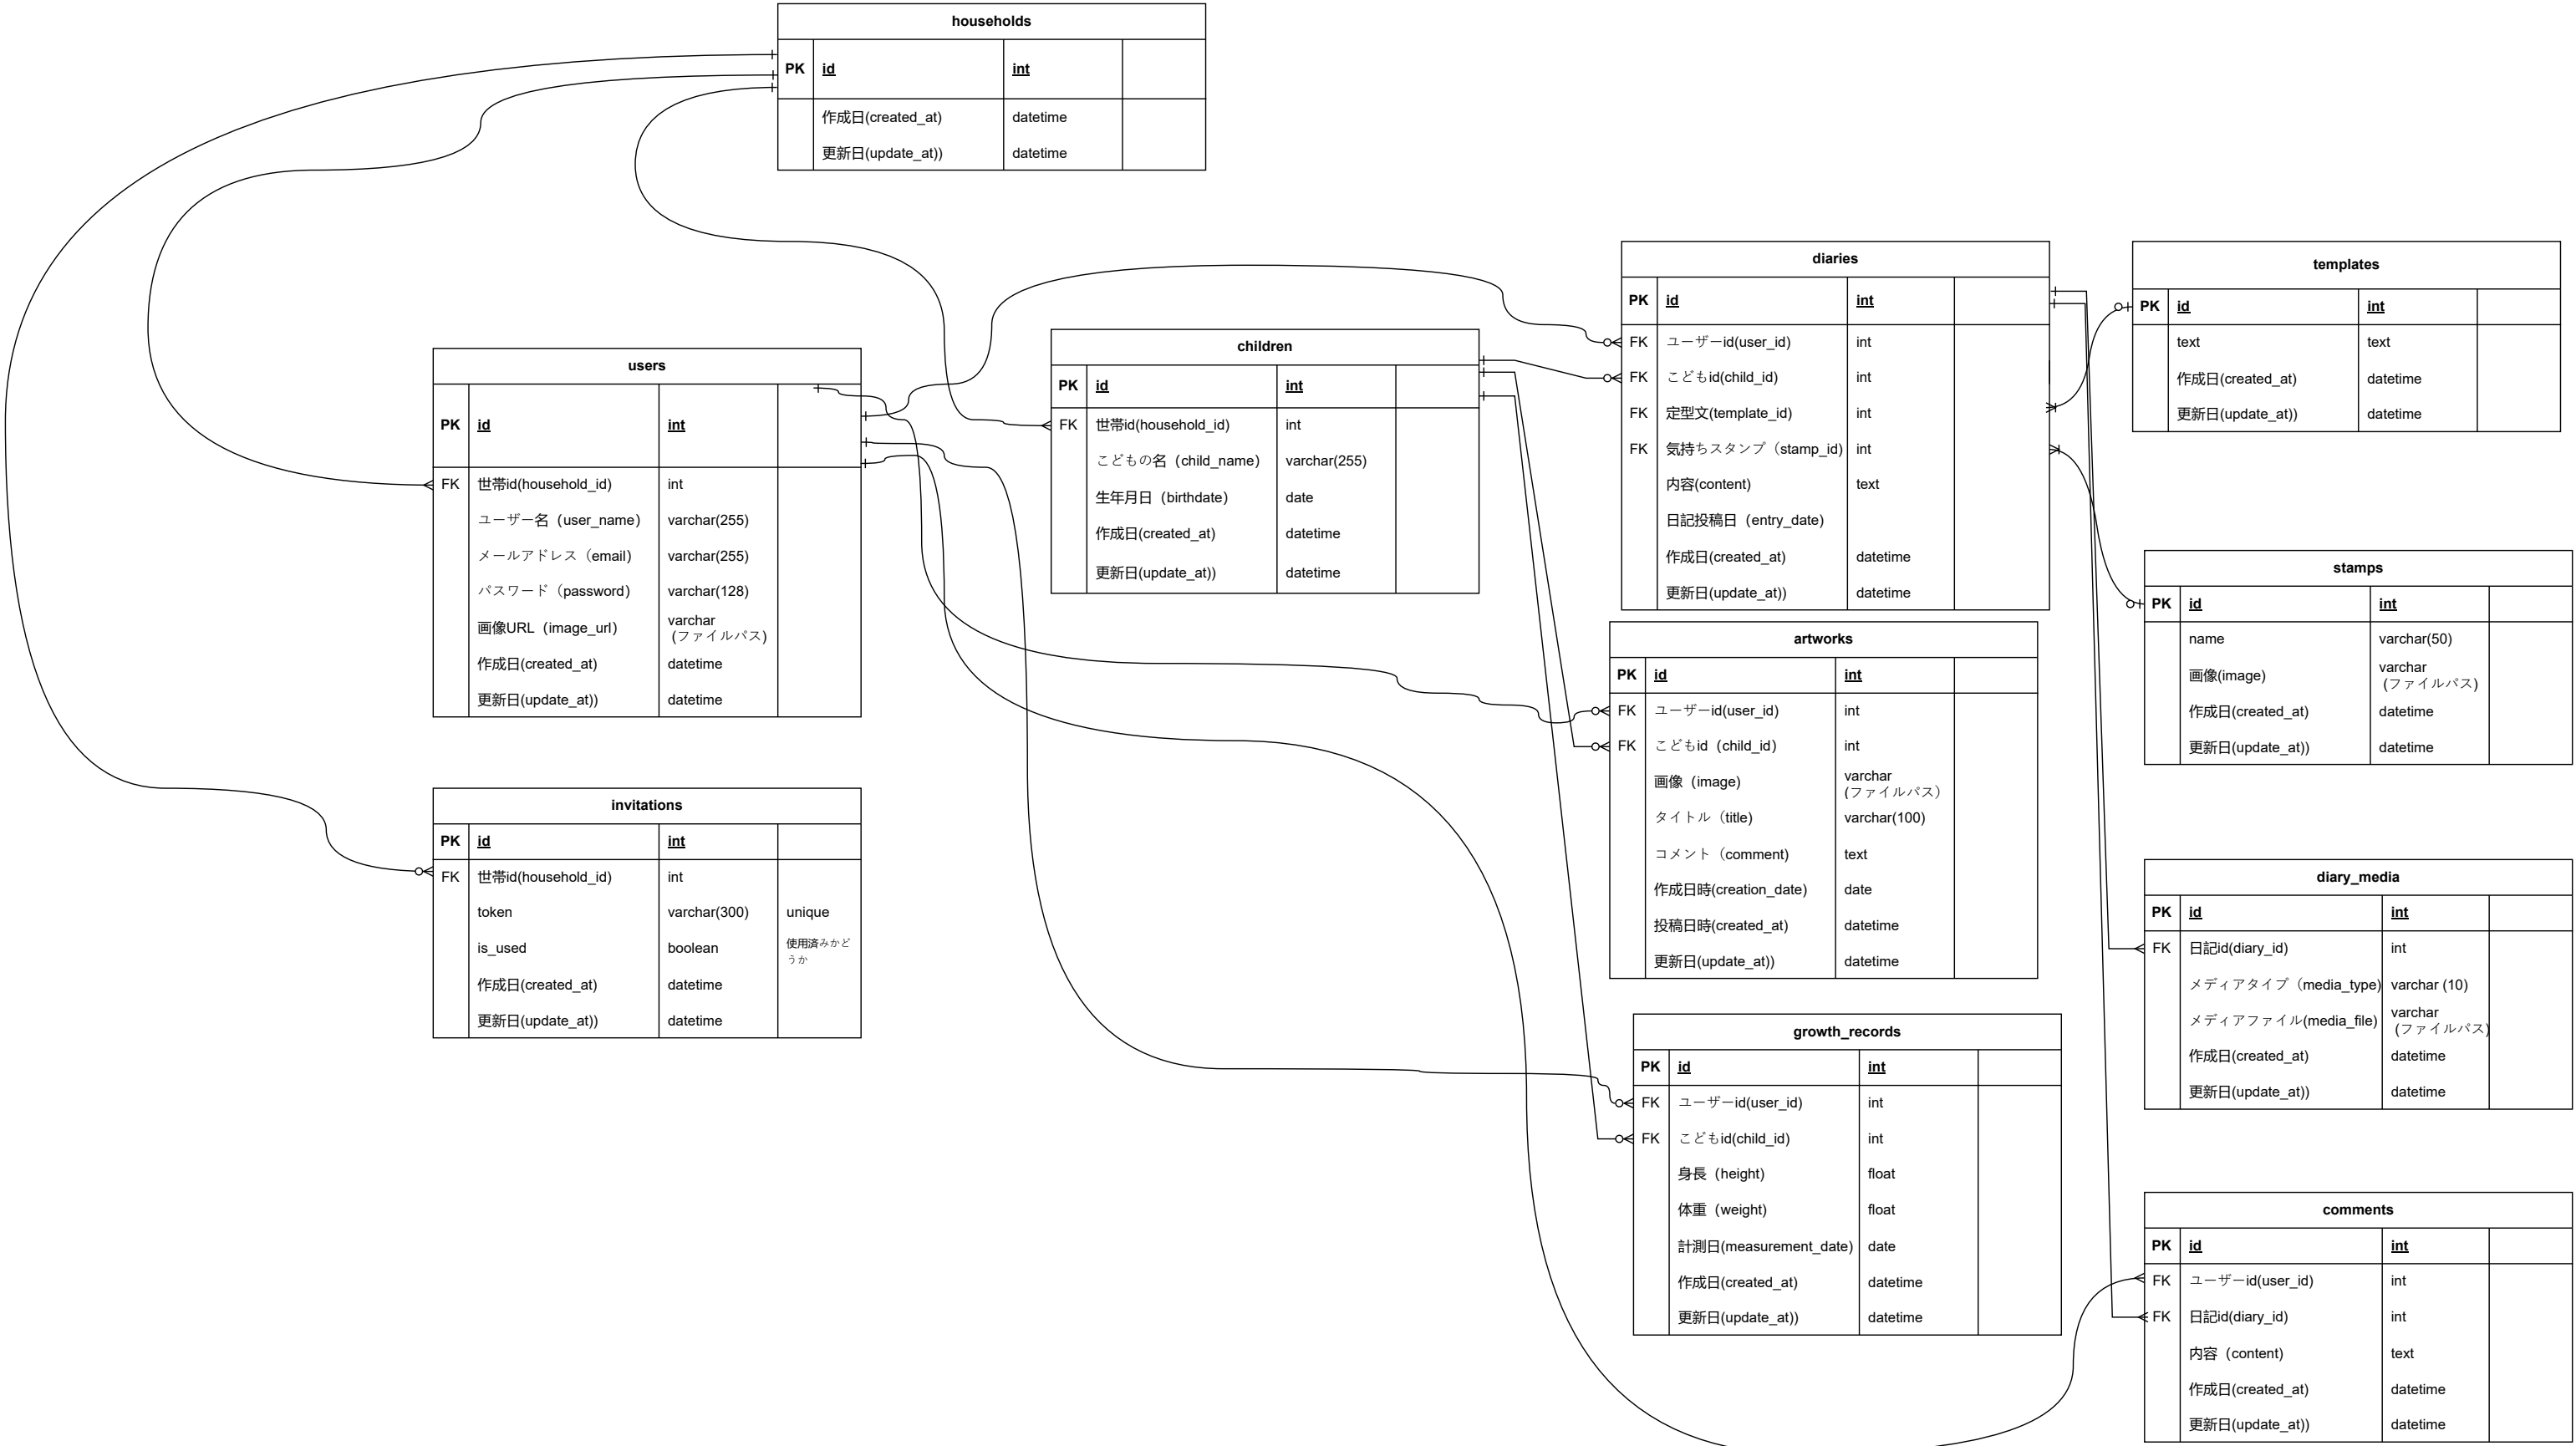 households
PK id int
作成日(created_at) datetime
更新日(update_at)) datetime
users
PK id int
FK 世帯id(household_id) int
ユーザー名（user_name） varchar(255)
メールアドレス（email） varchar(255)
パスワード（password） varchar(128)
画像URL（image_url） varchar
(ファイルパス)
作成日(created_at) datetime
更新日(update_at)) datetime
invitations
PK id int
FK 世帯id(household_id) int
token varchar(300) unique
is_used boolean 使用済みかど
うか
作成日(created_at) datetime
更新日(update_at)) datetime
children
PK id int
FK 世帯id(household_id) int
こどもの名（child_name） varchar(255)
生年月日（birthdate） date
作成日(created_at) datetime
更新日(update_at)) datetime
diaries
PK id int
FK ユーザーid(user_id) int
FK こどもid(child_id) int
FK 定型文(template_id) int
FK 気持ちスタンプ（stamp_id) int
内容(content) text
日記投稿日（entry_date)
作成日(created_at) datetime
更新日(update_at)) datetime
artworks
PK id int
FK ユーザーid(user_id) int
FK こどもid（child_id) int
画像（image) varchar
(ファイルパス）
タイトル（title) varchar(100)
コメント（comment) text
作成日時(creation_date) date
投稿日時(created_at) datetime
更新日(update_at)) datetime
growth_records
PK id int
FK ユーザーid(user_id) int
FK こどもid(child_id) int
身長（height) float
体重（weight) float
計測日(measurement_date) date
作成日(created_at) datetime
更新日(update_at)) datetime
templates
PK id int
text text
作成日(created_at) datetime
更新日(update_at)) datetime
stamps
PK id int
name varchar(50)
画像(image) varchar
(ファイルパス)
作成日(created_at) datetime
更新日(update_at)) datetime
diary_media
PK id int
FK 日記id(diary_id) int
メディアタイプ（media_type) varchar (10)
メディアファイル(media_file) varchar
(ファイルパス)
作成日(created_at) datetime
更新日(update_at)) datetime
comments
PK id int
FK ユーザーid(user_id) int
FK 日記id(diary_id) int
内容（content) text
作成日(created_at) datetime
更新日(update_at)) datetime